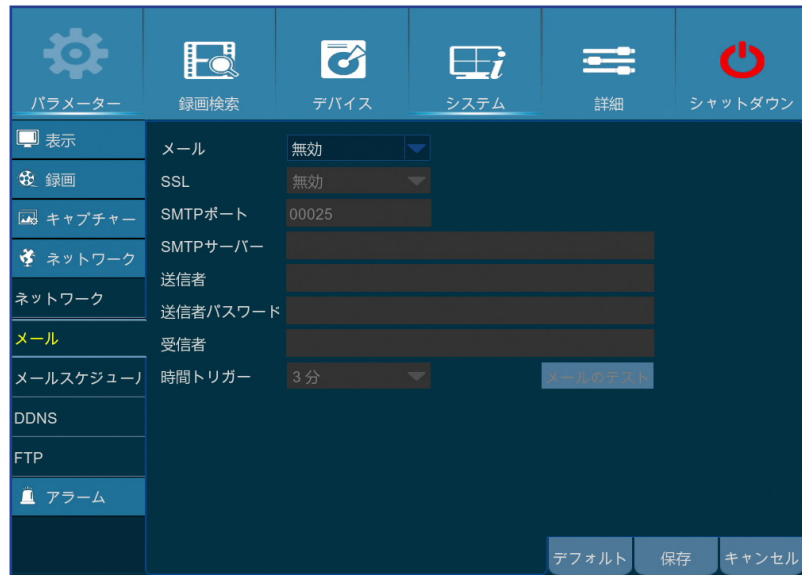 パラメーター
録画検索
デバイス
システム
詳細
シャットダウン
表示
録画
キャプチャー
ネットワーク
ネットワーク
メール
メールスケジュール
DDNS
FTP
アラーム
メール 無効
SSL 無効
SMTPポート 00025
SMTPサーバー
送信者
送信者パスワード
受信者
時間トリガー 3分 メールのテスト
デフォルト 保存 キャンセル